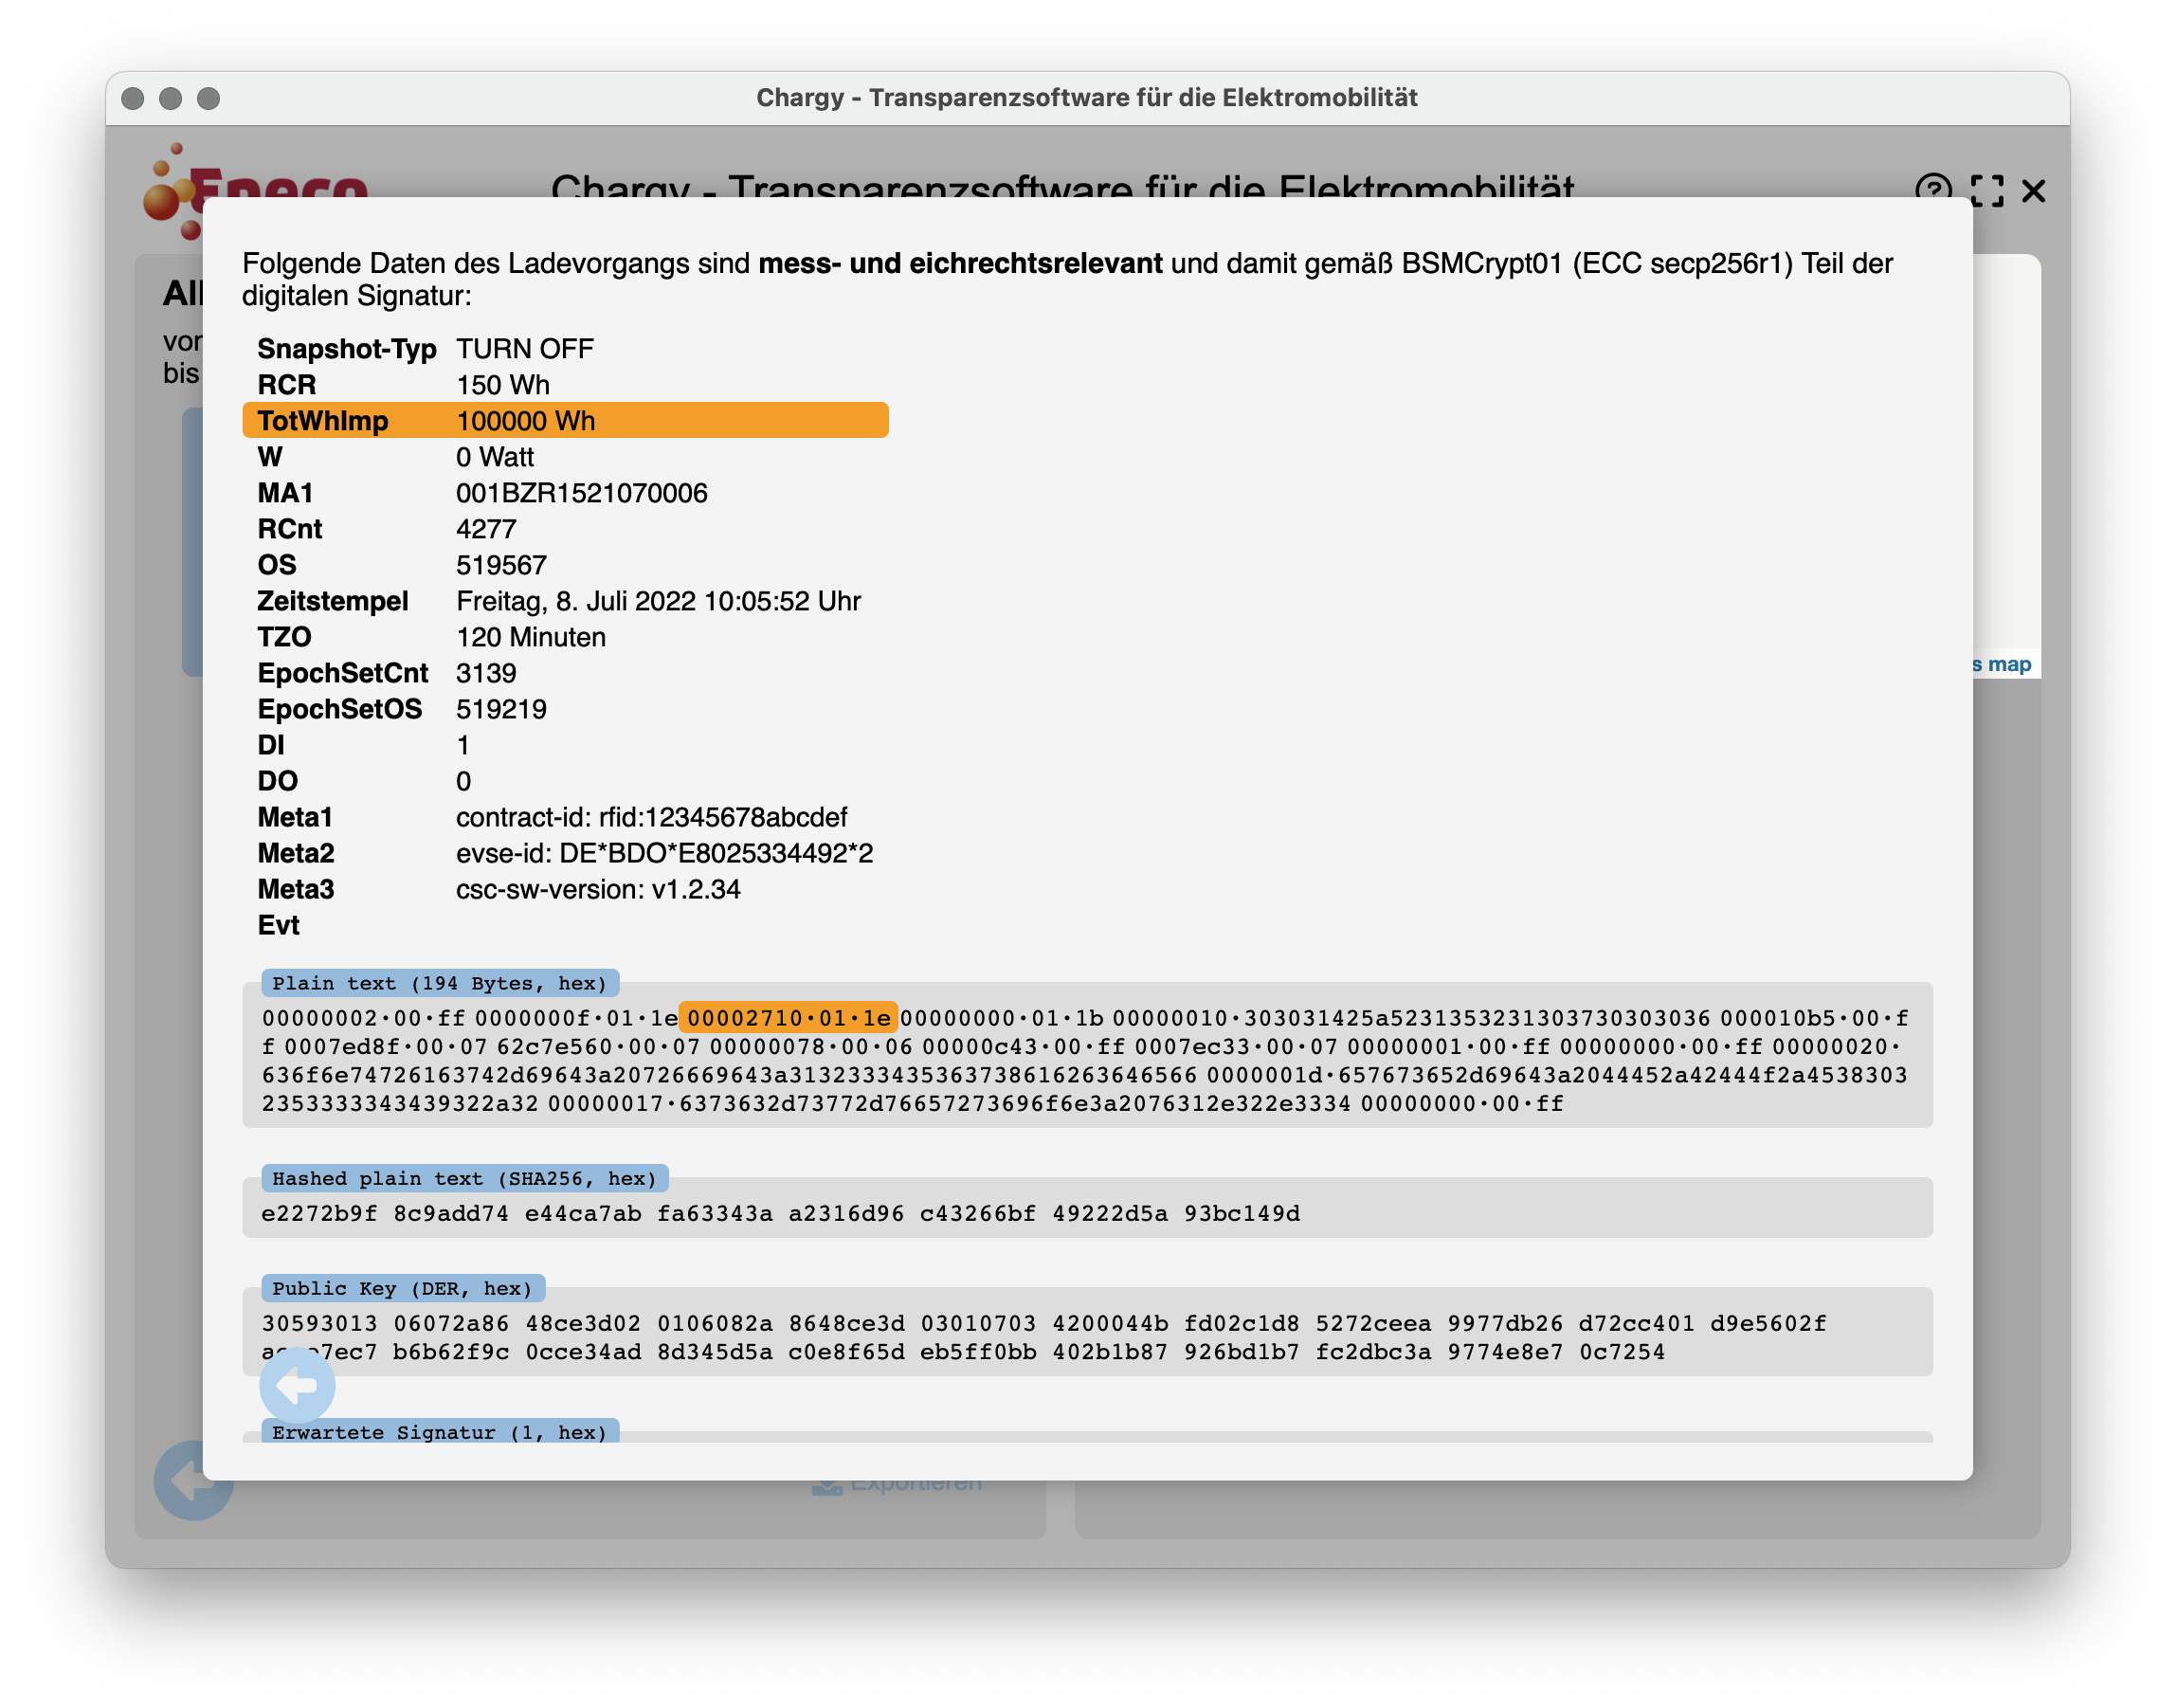 Chargy - Transparenzsoftware für die Elektromobilität
Eneco
Chargy - Transparenzsoftware für die Elektromobilität
All
vor
bis
Folgende Daten des Ladevorgangs sind mess- und eichrechtsrelevant und damit gemäß BSMCrypt01 (ECC secp256r1) Teil der
digitalen Signatur:
Snapshot-Typ TURN OFF
RCR 150 Wh
TotWhImp 100000 Wh
W 0 Watt
MA1 001BZR1521070006
RCnt 4277
OS 519567
Zeitstempel Freitag, 8. Juli 2022 10:05:52 Uhr
TZO 120 Minuten
EpochSetCnt 3139
EpochSetOS 519219
DI 1
DO 0
Meta1 contract-id: rfid:12345678abcdef
Meta2 evse-id: DE*BDO*E8025334492*2
Meta3 csc-sw-version: v1.2.34
Evt
s map
Plain text (194 Bytes, hex)
00000002·00·ff 0000000f·01·1e 00002710·01·1e 00000000·01·1b 00000010·303031425a5231353231303730303036 000010b5·00·f
f 0007ed8f·00·07 62c7e560·00·07 00000078·00·06 00000c43·00·ff 0007ec33·00·07 00000001·00·ff 00000000·00·ff 00000020·
636f6e74726163742d69643a20726669643a3132333435363738616263646566 0000001d·657673652d69643a2044452a42444f2a4538303
2353333343439322a32 00000017·6373632d73772d76657273696f6e3a2076312e322e3334 00000000·00·ff
Hashed plain text (SHA256, hex)
e2272b9f 8c9add74 e44ca7ab fa63343a a2316d96 c43266bf 49222d5a 93bc149d
Public Key (DER, hex)
30593013 06072a86 48ce3d02 0106082a 8648ce3d 03010703 4200044b fd02c1d8 5272ceea 9977db26 d72cc401 d9e5602f
7ec7 b6b62f9c 0cce34ad 8d345d5a c0e8f65d eb5ff0bb 402b1b87 926bd1b7 fc2dbc3a 9774e8e7 0c7254
Erwartete Signatur (1, hex)
Exportieren